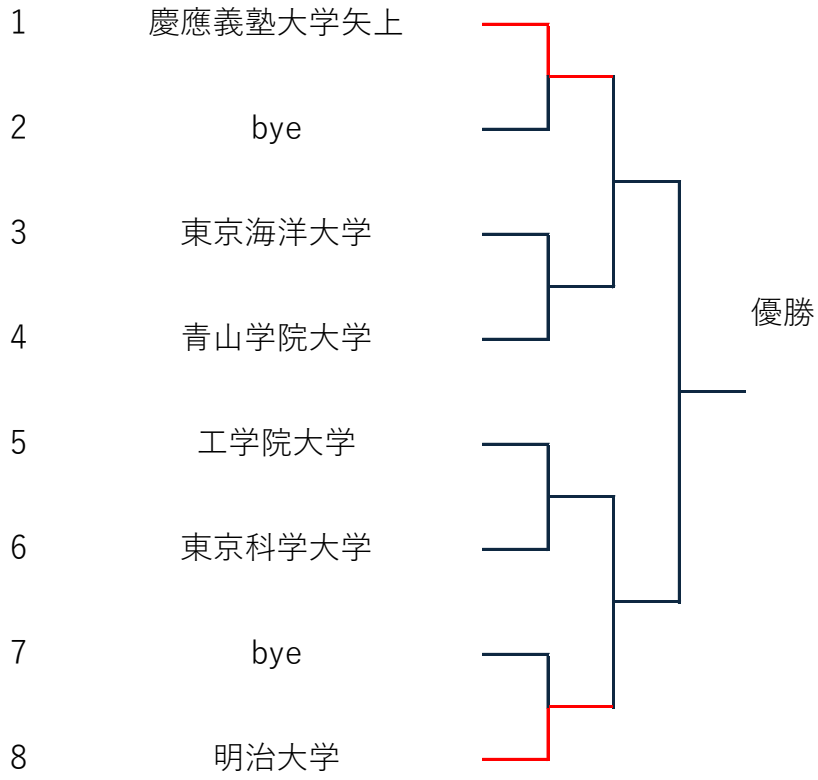 1 慶應義塾大学矢上
2 bye
3 東京海洋大学
優勝
4 青山学院大学
5 工学院大学
6 東京科学大学
7 bye
8 明治大学